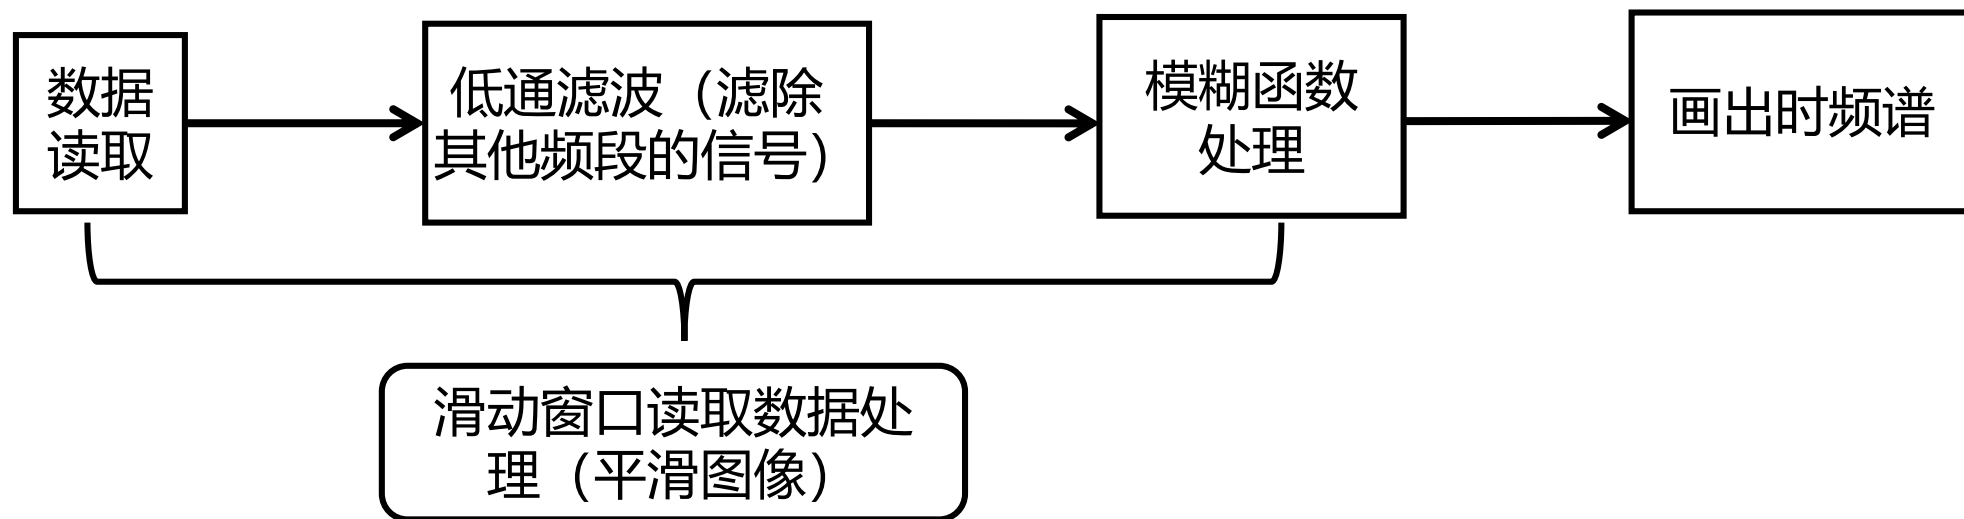 数据
读取
低通滤波（滤除
其他频段的信号）
模糊函数
处理
画出时频谱
滑动窗口读取数据处
理（平滑图像）